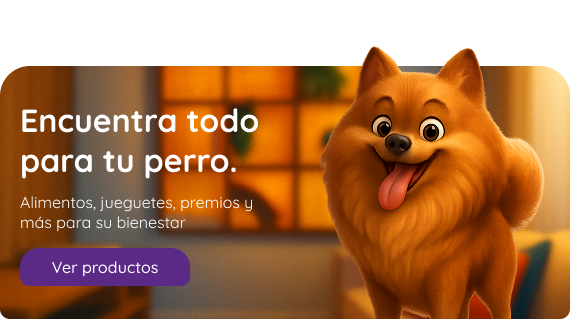 Encuentra todo
para tu perro.
Alimentos, jueguetes, premios y
más para su bienestar
Ver productos